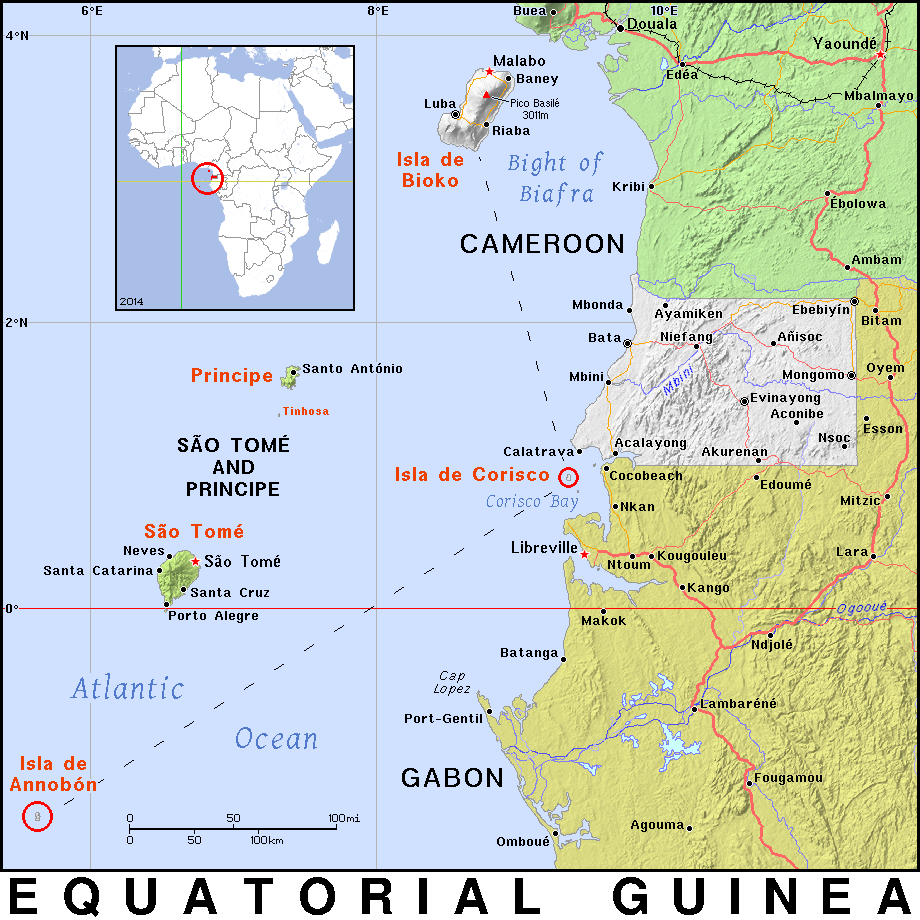 6°E
8°E
10°E
4°N
2°N
0°
Buea
Douala
Edéa
Yaoundé
Mbalmayo
Malabo
Baney
Luba
Pico Basilé
3011m
Riaba
Isla de
Bioko
Bight of
Biafra
Kribi
Ébolowa
CAMEROON
Ambam
2014
Mbonda
Ayamiken
Ebebiyín
Bitam
Bata
Niefang
Añisoc
Mbini
Mbini
Mongomo
Oyem
Evinayong
Aconibe
Esson
Nsoc
Principe
Santo António
Tinhosa
SÃO TOMÉ
AND
PRINCIPE
Calatrava
Acalayong
Akurenan
Isla de Corisco
Cocobeach
Edoumé
Corisco Bay
Nkan
Mitzic
São Tomé
Neves
São Tomé
Santa Catarina
Santa Cruz
Porto Alegre
Libreville
Ntoum
Kougouleu
Lara
Kango
Makok
Ogooué
Ndjolé
Batanga
Cap
Lopez
Port-Gentil
Lambaréné
Atlantic
Ocean
GABON
Fougamou
Isla de
Annobón
0 50 100mi
0 50 100km
Agouma
Omboué
EQUATORIAL GUINEA